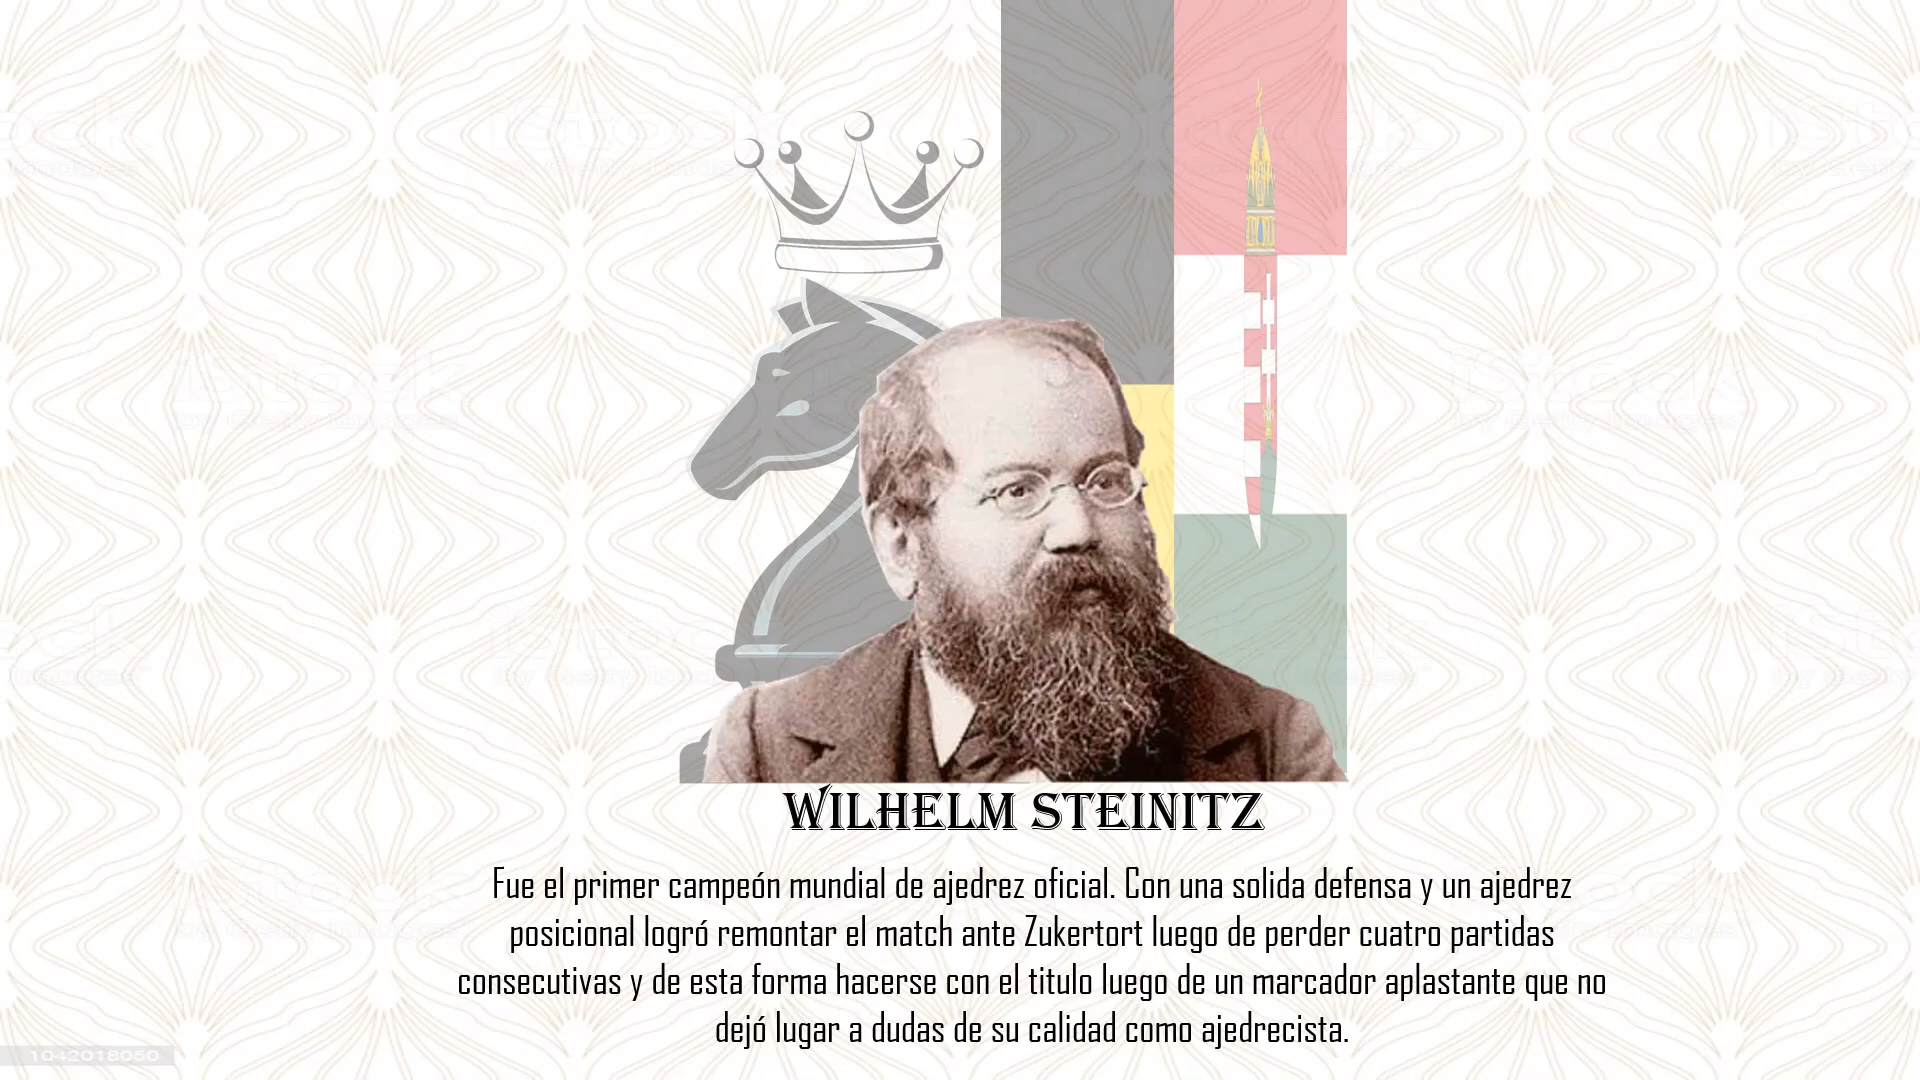 WILHELM STEINITZ
Fue el primer campeón mundial de ajedrez oficial. Con una solida defensa y un ajedrez
posicional logró remontar el match ante Zukertort luego de perder cuatro partidas
consecutivas y de esta forma hacerse con el titulo luego de un marcador aplastante que no
dejó lugar a dudas de su calidad como ajedrecista.
1042018050